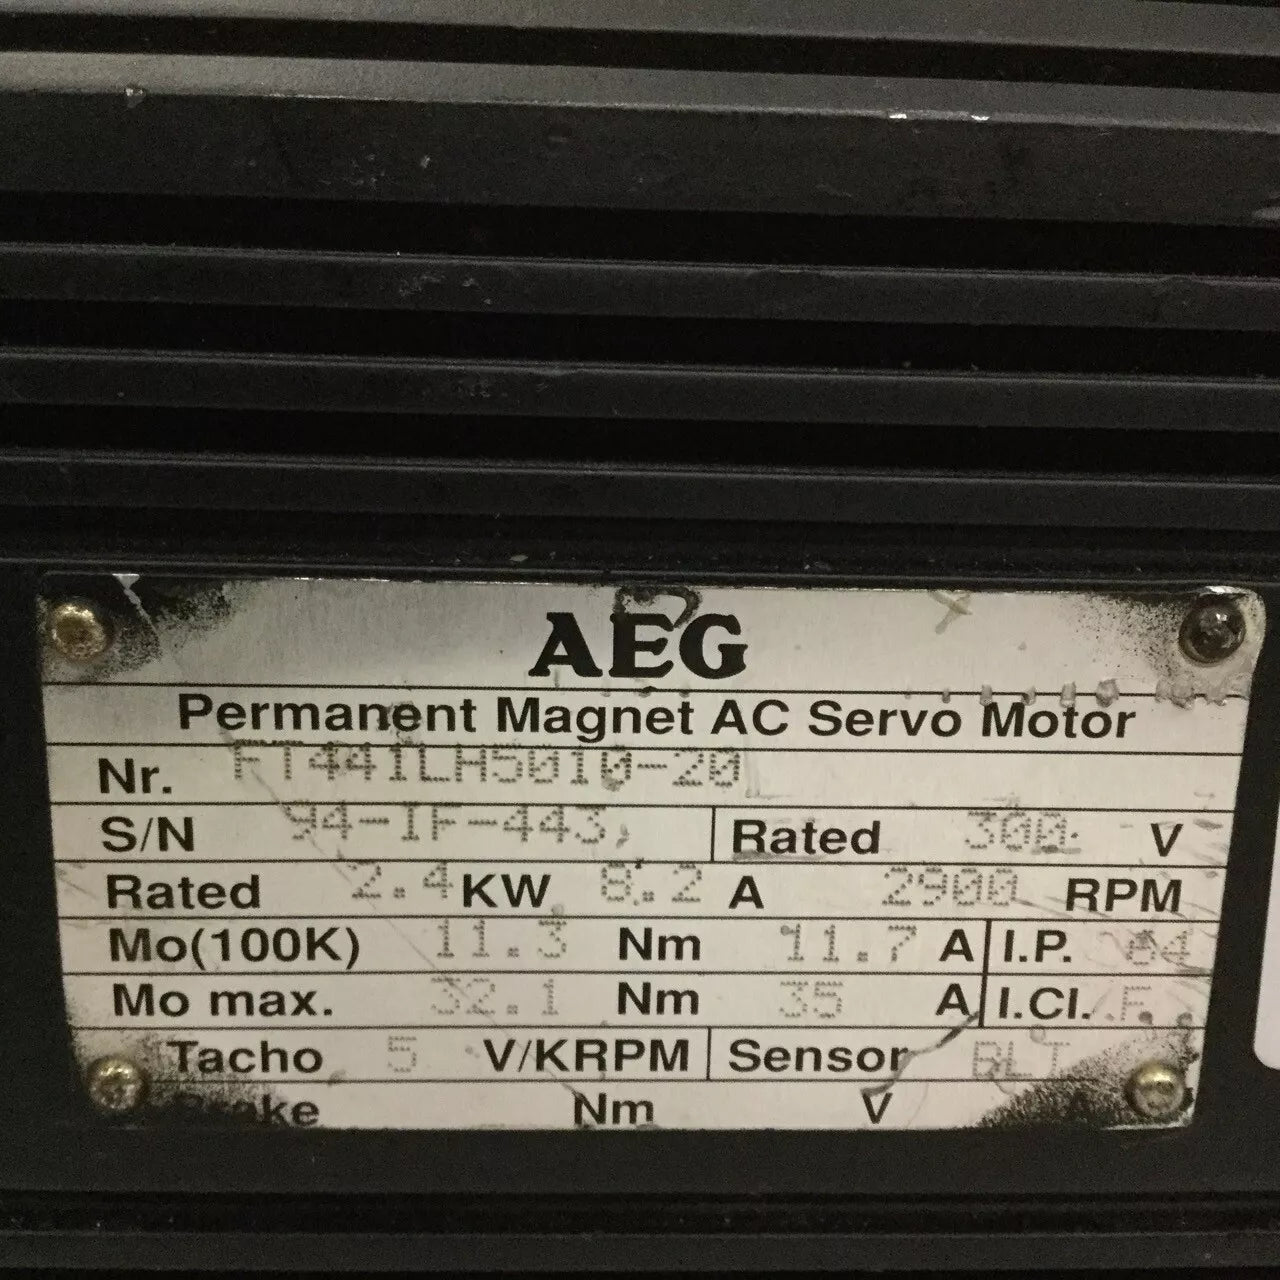 AEG
Permanent Magnet AC Servo Motor
Nr. FT441LH5010-20
S/N 94-IF-443, Rated 300 V
Rated 2.4 KW 8.2 A 2900 RPM
Mo(100K) 11.3 Nm 11.7 A I.P. 64
Mo max. 32.1 Nm 35 A I.Cl. F
Tacho 5 V/KRPM Sensor BLT
Brake Nm V A